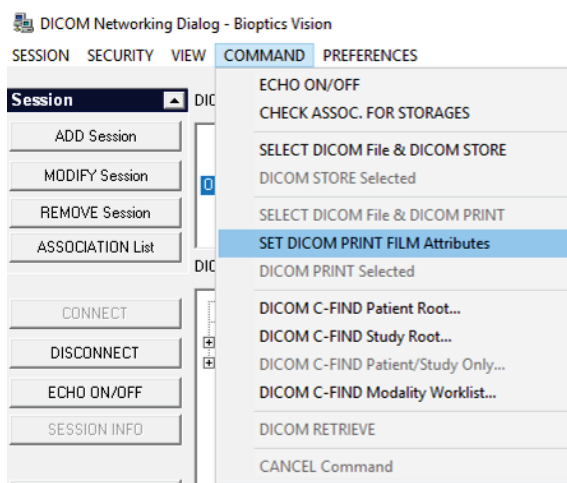 DICOM Networking Dialog - Bioptics Vision
SESSION SECURITY VIEW COMMAND PREFERENCES
Session
DIC
ADD Session
MODIFY Session
REMOVE Session
ASSOCIATION List
DIC
CONNECT
DISCONNECT
ECHO ON/OFF
SESSION INFO
ECHO ON/OFF
CHECK ASSOC. FOR STORAGES
SELECT DICOM File & DICOM STORE
DICOM STORE Selected
SELECT DICOM File & DICOM PRINT
SET DICOM PRINT FILM Attributes
DICOM PRINT Selected
DICOM C-FIND Patient Root...
DICOM C-FIND Study Root...
DICOM C-FIND Patient/Study Only...
DICOM C-FIND Modality Worklist...
DICOM RETRIEVE
CANCEL Command